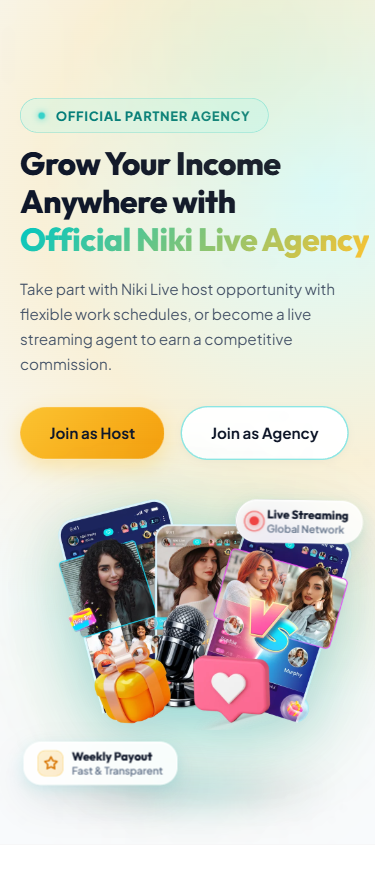 OFFICIAL PARTNER AGENCY
Grow Your Income
Anywhere with
Official Niki Live Agency
Take part with Niki Live host opportunity with
flexible work schedules, or become a live
streaming agent to earn a competitive
commission.
Join as Host
Join as Agency
Live Streaming
Global Network
VS
Murphy
Weekly Payout
Fast & Transparent